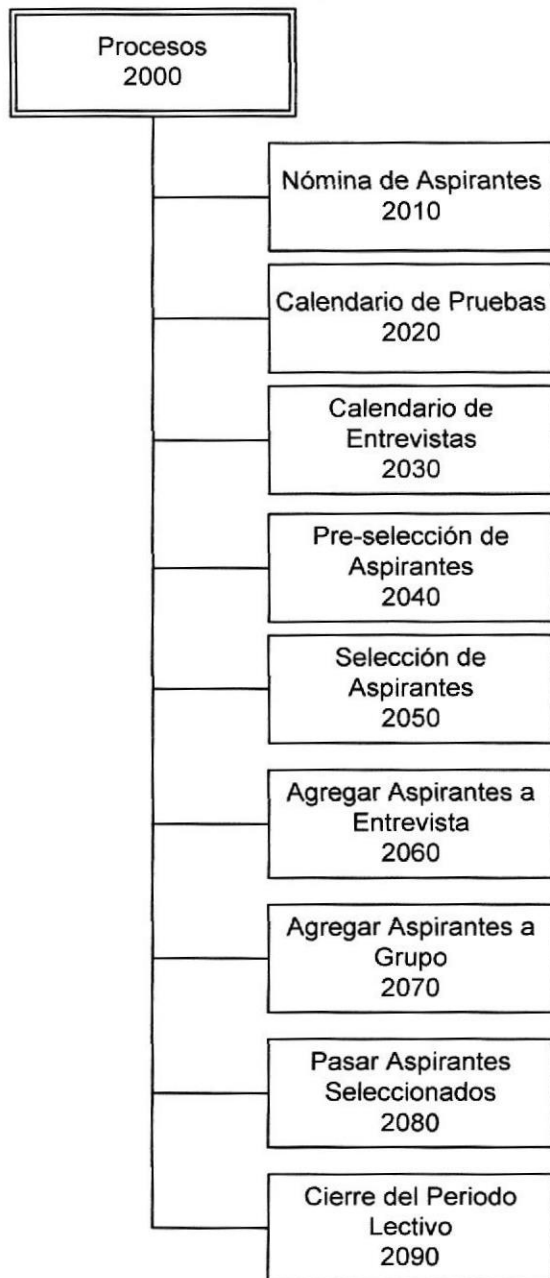 Procesos
2000
Nómina de Aspirantes
2010
Calendario de Pruebas
2020
Calendario de
Entrevistas
2030
Pre-selección de
Aspirantes
2040
Selección de
Aspirantes
2050
Agregar Aspirantes a
Entrevista
2060
Agregar Aspirantes a
Grupo
2070
Pasar Aspirantes
Seleccionados
2080
Cierre del Periodo
Lectivo
2090